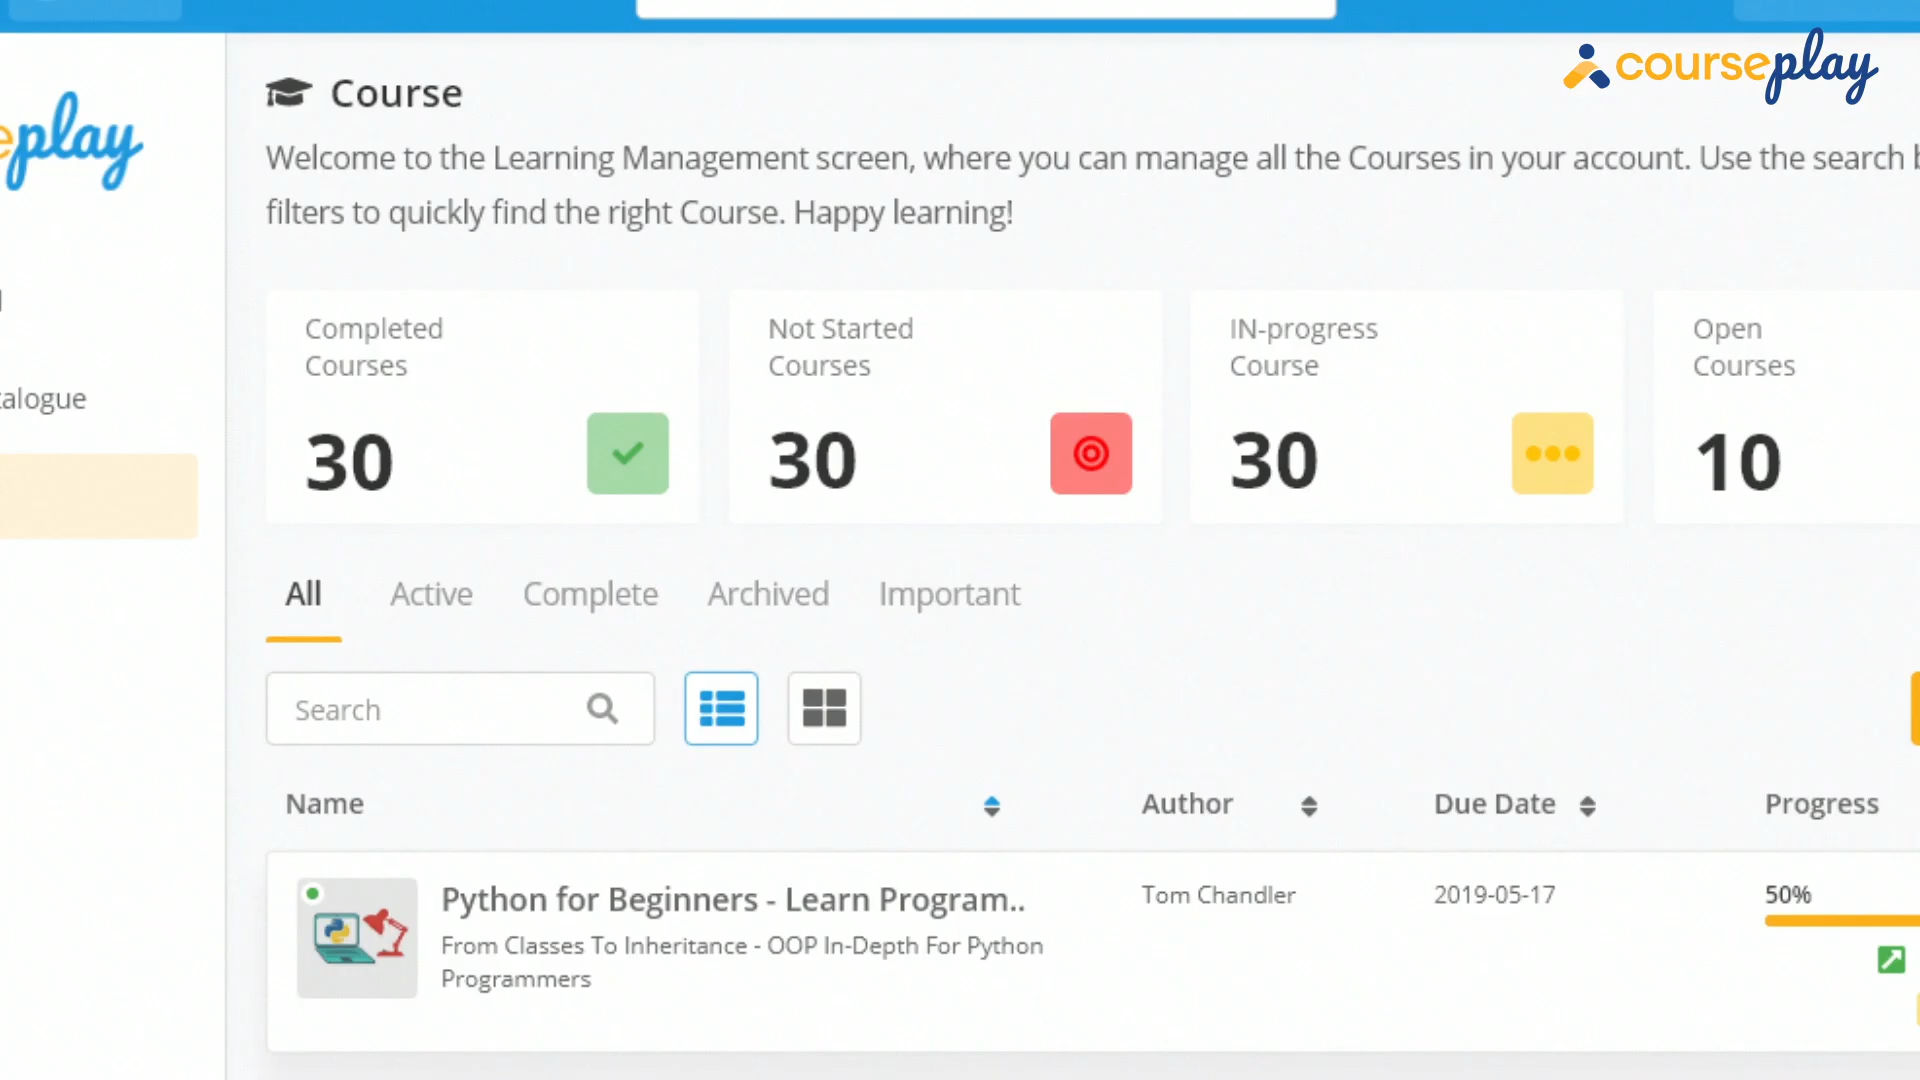 courseplay
play
Course
Welcome to the Learning Management screen, where you can manage all the Courses in your account. Use the search
filters to quickly find the right Course. Happy learning!
Completed
Courses
30
Not Started
Courses
30
IN-progress
Course
30
Open
Courses
10
alogue
All
Active
Complete
Archived
Important
Search
Name
Author
Due Date
Progress
Python for Beginners - Learn Program..
From Classes To Inheritance - OOP In-Depth For Python
Programmers
Tom Chandler
2019-05-17
50%